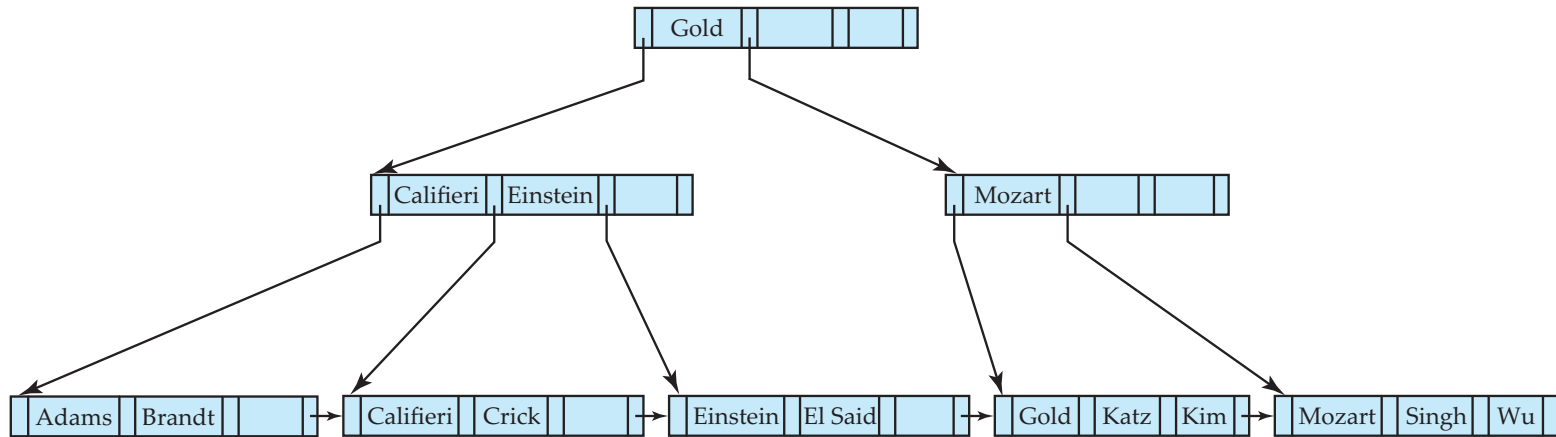 Gold
Califieri Einstein Mozart
Adams Brandt Califieri Crick Einstein El Said Gold Katz Kim Mozart Singh Wu